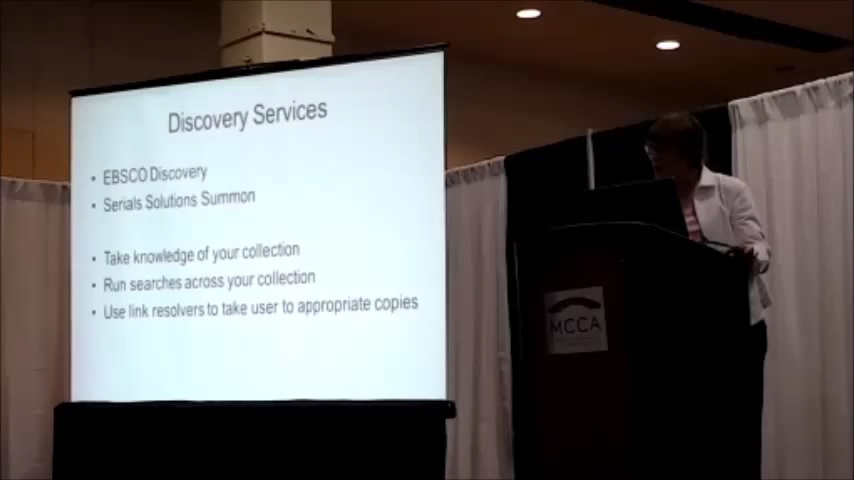 Discovery Services
• EBSCO Discovery
• Serials Solutions Summon
• Take knowledge of your collection
• Run searches across your collection
• Use link resolvers to take user to appropriate copies
MCCA